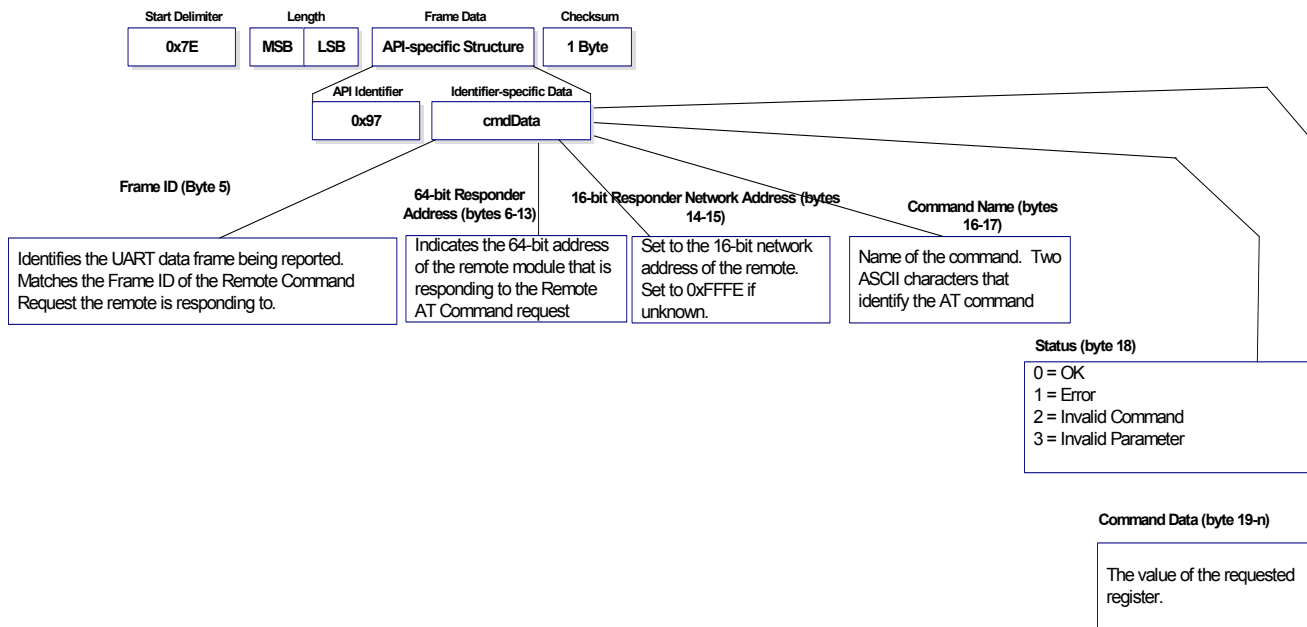 Start Delimiter
Length
Frame Data
Checksum
0x7E
MSB
LSB
API-specific Structure
1 Byte
API Identifier
Identifier-specific Data
0x97
cmdData
Frame ID (Byte 5)
Identifies the UART data frame being reported.
Matches the Frame ID of the Remote Command
Request the remote is responding to.
64-bit Responder
Address (bytes 6-13)
Indicates the 64-bit address
of the remote module that is
responding to the Remote
AT Command request
16-bit Responder Network Address (bytes
14-15)
Set to the 16-bit network
address of the remote.
Set to 0xFFFE if
unknown.
Command Name (bytes
16-17)
Name of the command. Two
ASCII characters that
identify the AT command
Status (byte 18)
0 = OK
1 = Error
2 = Invalid Command
3 = Invalid Parameter
Command Data (byte 19-n)
The value of the requested
register.